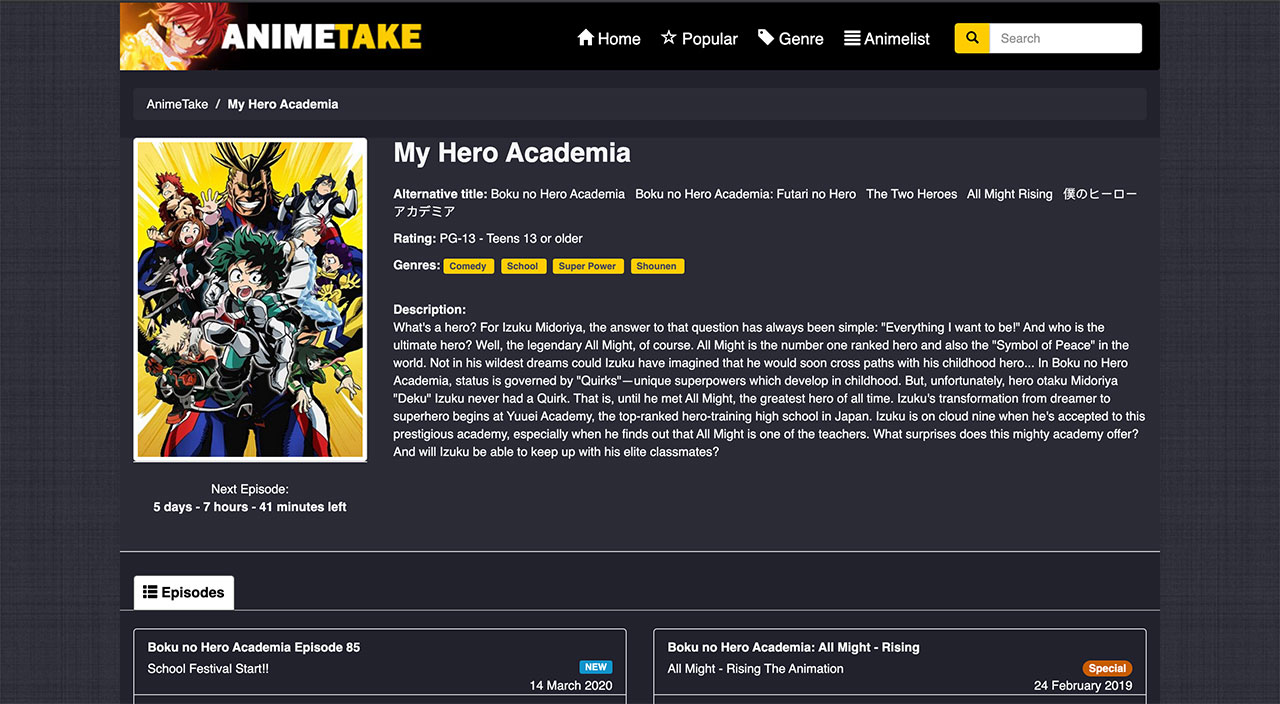 ANIMETAKE
Home
Popular
Genre
Animelist
Search
AnimeTake / My Hero Academia
My Hero Academia
Alternative title: Boku no Hero Academia Boku no Hero Academia: Futari no Hero The Two Heroes All Might Rising 僕のヒーロー
アカデミア
Rating: PG-13 - Teens 13 or older
Genres: Comedy School Super Power Shounen
Description:
What's a hero? For Izuku Midoriya, the answer to that question has always been simple: "Everything I want to be!" And who is the
ultimate hero? Well, the legendary All Might, of course. All Might is the number one ranked hero and also the "Symbol of Peace" in the
world. Not in his wildest dreams could Izuku have imagined that he would soon cross paths with his childhood hero... In Boku no Hero
Academia, status is governed by "Quirks"—unique superpowers which develop in childhood. But, unfortunately, hero otaku Midoriya
"Deku" Izuku never had a Quirk. That is, until he met All Might, the greatest hero of all time. Izuku's transformation from dreamer to
superhero begins at Yuuei Academy, the top-ranked hero-training high school in Japan. Izuku is on cloud nine when he's accepted to this
prestigious academy, especially when he finds out that All Might is one of the teachers. What surprises does this mighty academy offer?
And will Izuku be able to keep up with his elite classmates?
Next Episode:
5 days - 7 hours - 41 minutes left
Episodes
Boku no Hero Academia Episode 85
School Festival Start!!
NEW
14 March 2020
Boku no Hero Academia: All Might - Rising
All Might - Rising The Animation
Special
24 February 2019